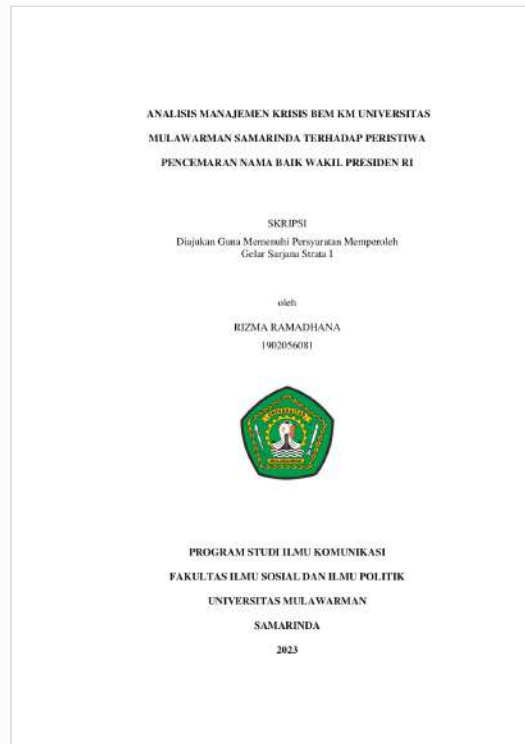 ANALISIS MANAJEMEN KRISIS BEM KM UNIVERSITAS
MULAWARMAN SAMARINDA TERHADAP PERISTIWA
PENCEMARAN NAMA BAIK WAKIL PRESIDEN RI
SKRIPSI
Diajukan Guna Memenuhi Persyaratan Memperoleh
Gelar Sarjana Strata 1
oleh
RIZMA RAMADHANA
1902056081
PROGRAM STUDI ILMU KOMUNIKASI
FAKULTAS ILMU SOSIAL DAN ILMU POLITIK
UNIVERSITAS MULAWARMAN
SAMARINDA
2023